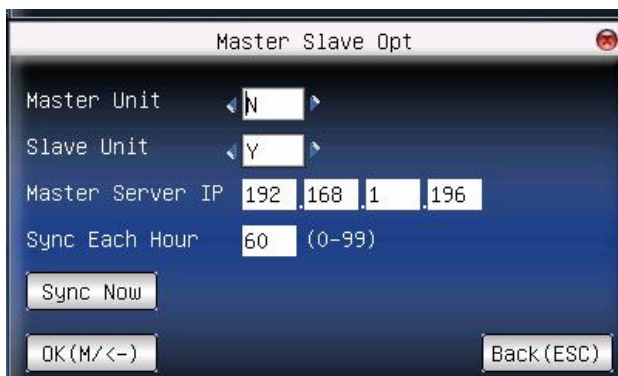 Master Slave Opt
Master Unit N
Slave Unit Y
Master Server IP 192.168.1.196
Sync Each Hour 60 (0-99)
Sync Now
OK(M/<-) Back(ESC)